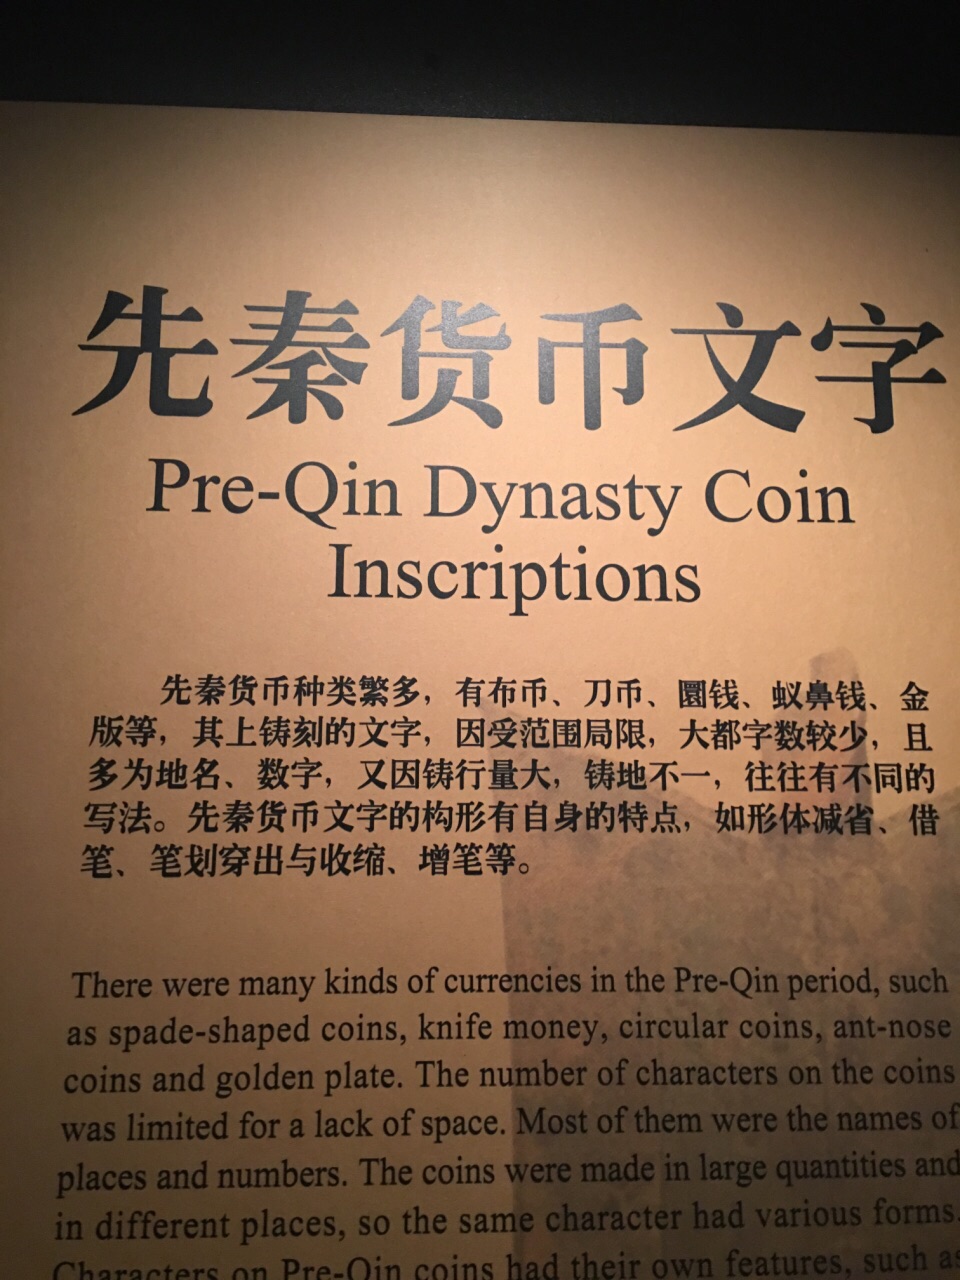 先秦货币文字
Pre-Qin Dynasty Coin
Inscriptions
先秦货币种类繁多，有布币、刀币、圜钱、蚁鼻钱、金
版等，其上铸刻的文字，因受范围局限，大都字数较少，且
多为地名、数字，又因铸行量大，铸地不一，往往有不同的
写法。先秦货币文字的构形有自身的特点，如形体减省、借
笔、笔划穿出与收缩、增笔等。
There were many kinds of currencies in the Pre-Qin period, such
as spade-shaped coins, knife money, circular coins, ant-nose
coins and golden plate. The number of characters on the coins
was limited for a lack of space. Most of them were the names of
places and numbers. The coins were made in large quantities and
in different places, so the same character had various forms.
Characters on Pre-Qin coins had their own features, such as